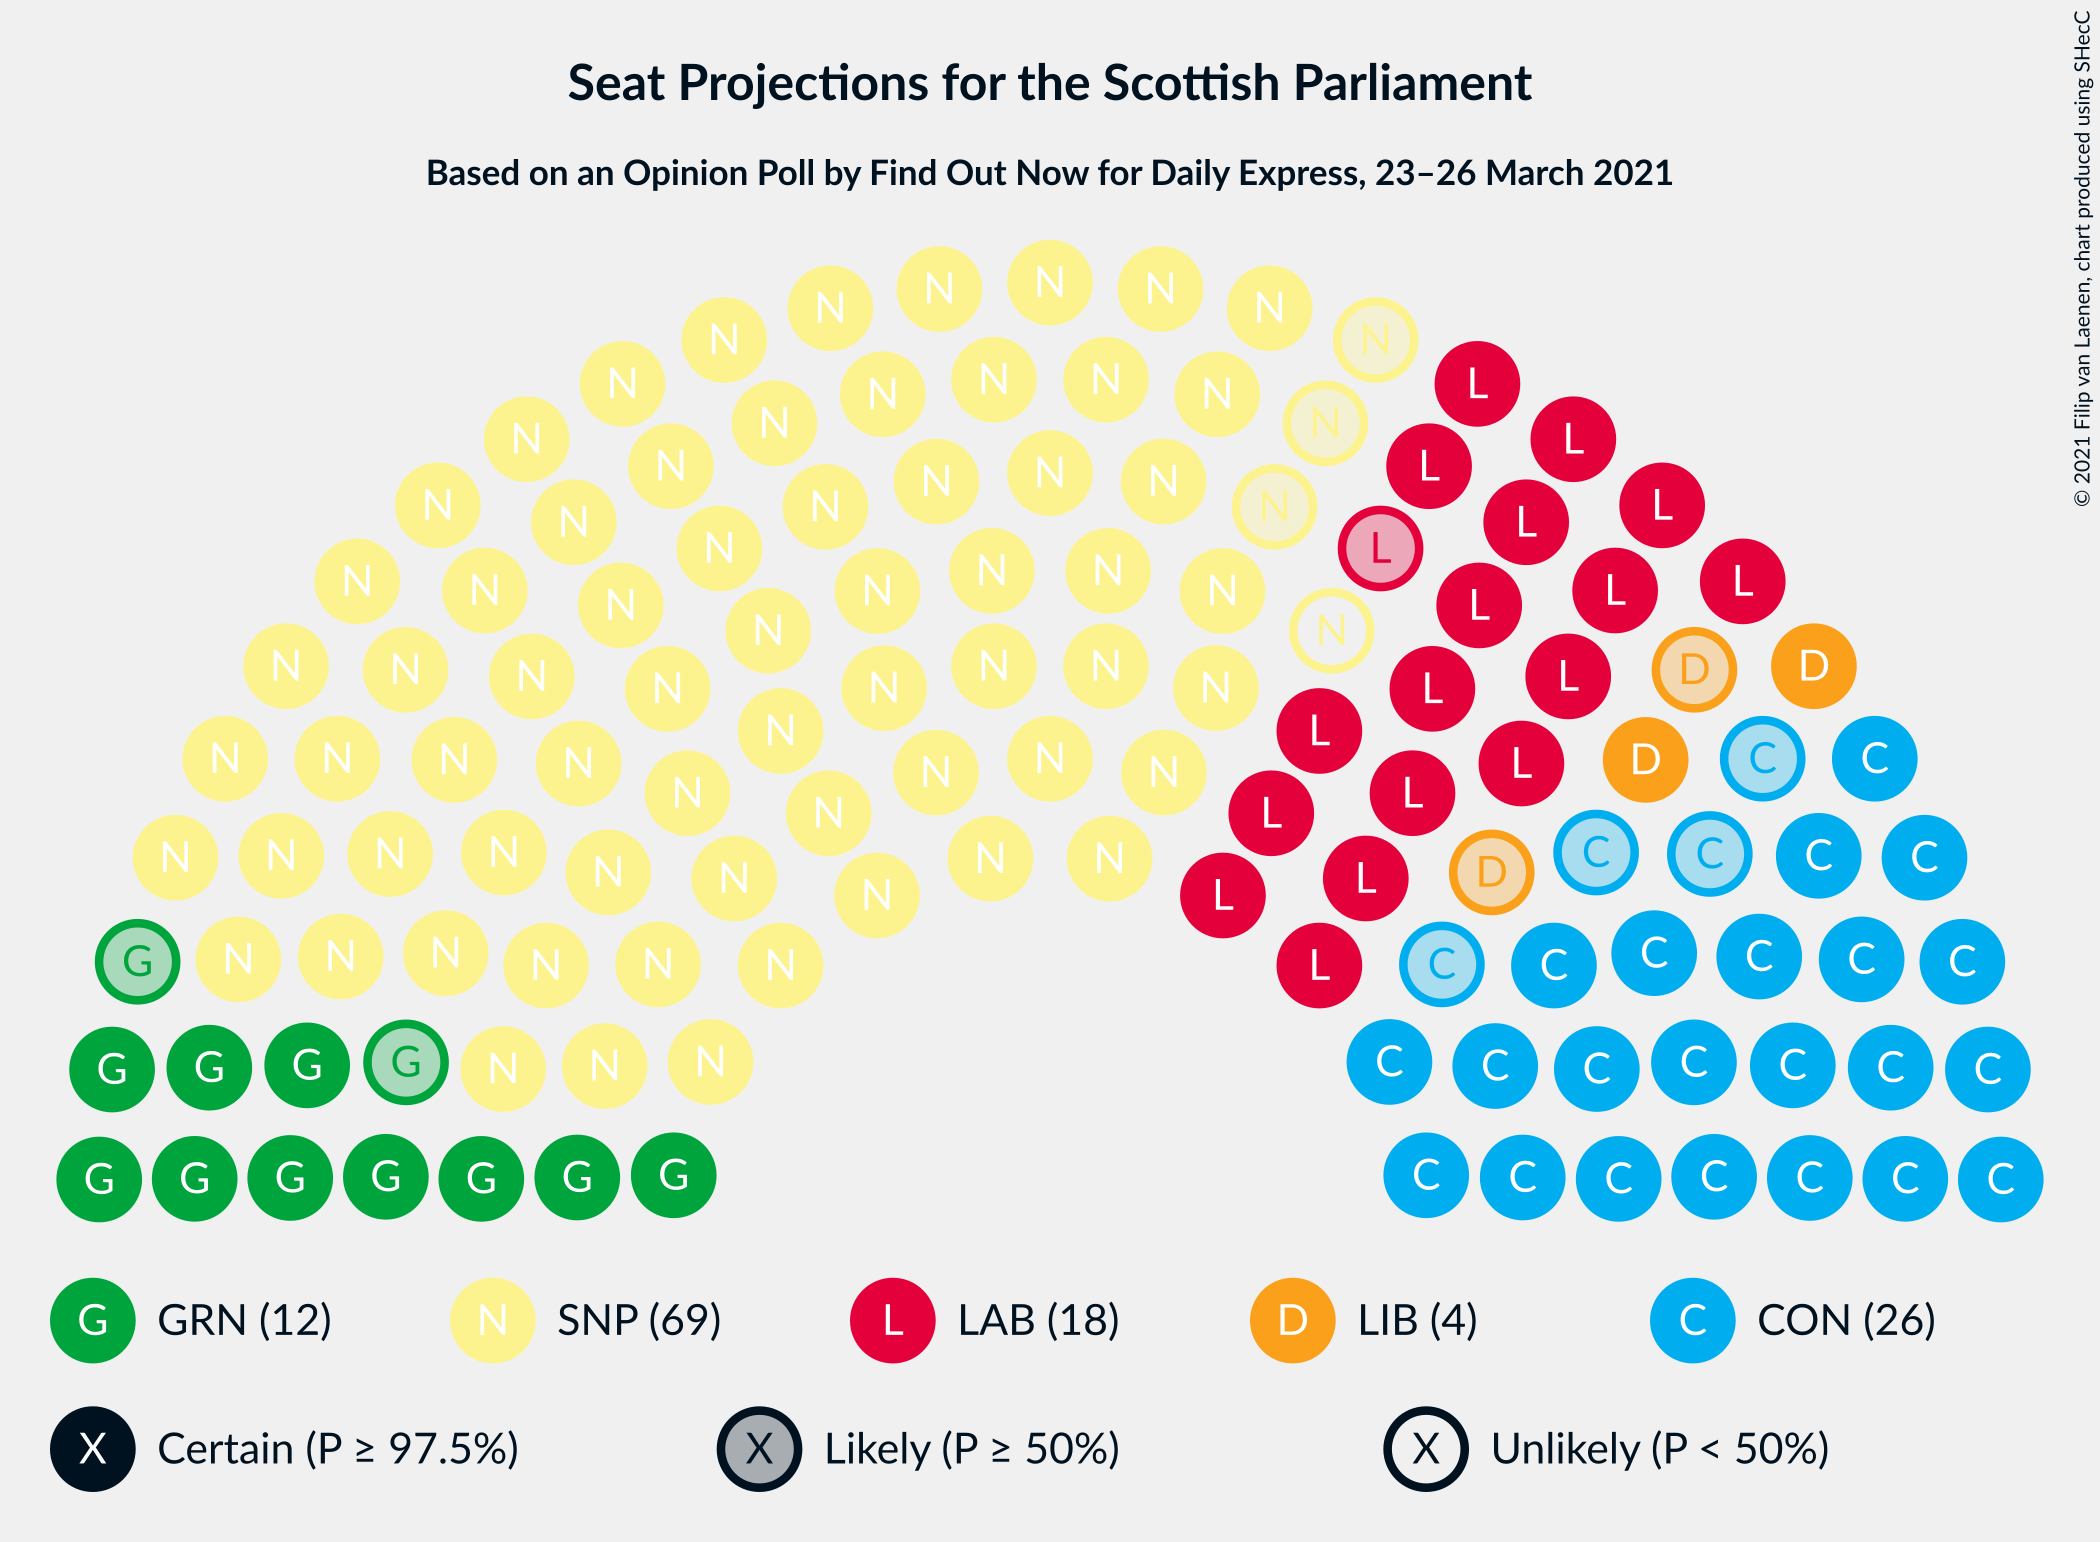 Seat Projections for the Scottish Parliament
Based on an Opinion Poll by Find Out Now for Daily Express, 23–26 March 2021
© 2021 Filip van Laenen, chart produced using SHecC
N N N N N
N N N
N N N N N
N L
N N N
N N L
N N N N
N L
N N N N
N L L
N N N
N L
N N N N N L L
N N N N N L
N N N N L D D
N N N N N N L L
N N L
N N N N N N N L D C C
N N N L L
N N N N N N C C C C
N N N N N L L D
N L
G N N N N N N L C C C C C C
G G G G N N N C C C C C C C
G G G G G G G C C C C C C C
G GRN (12) N SNP (69) L LAB (18) D LIB (4) C CON (26)
X Certain (P ≥ 97.5%) X Likely (P ≥ 50%) X Unlikely (P < 50%)